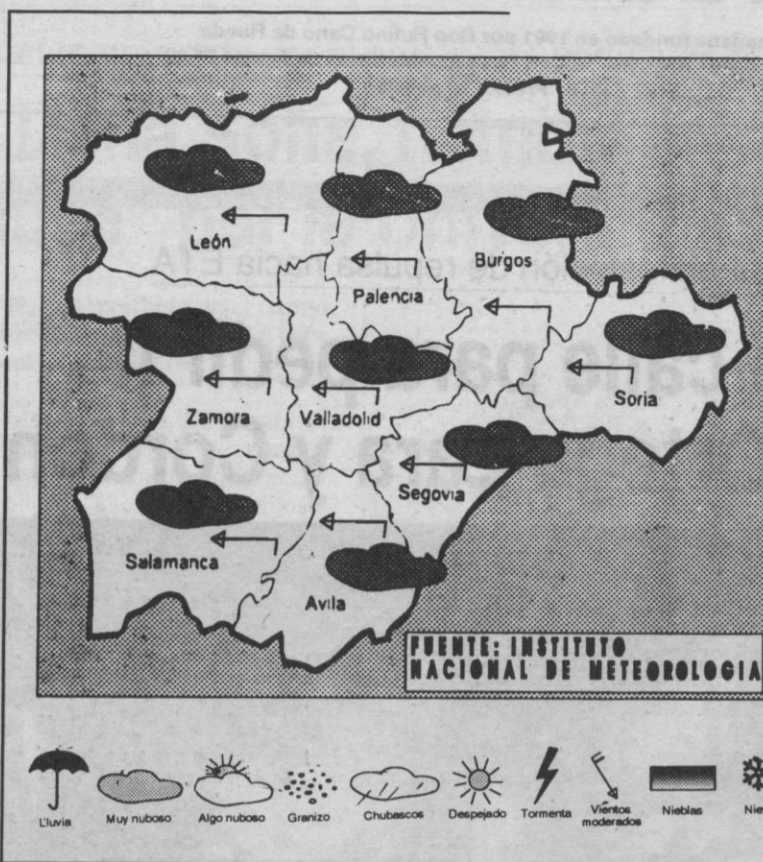 León
Burgos
Palencia
Soria
Zamora
Valladolid
Segovia
Salamanca
Avila
FUENTE: INSTITUTO
NACIONAL DE METEOROLOGIA
Lluvia
Muy nuboso
Algo nuboso
Granizo
Chubascos
Despejado
Tormenta
Vientos
moderados
Nieblas